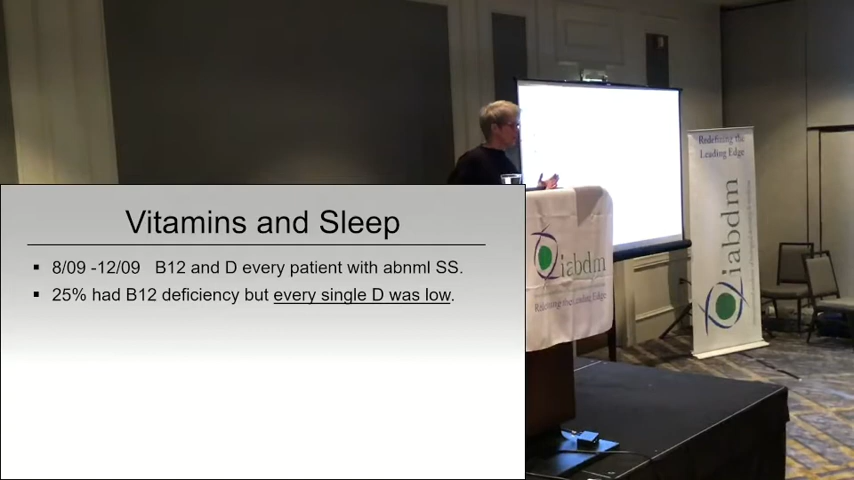 Vitamins and Sleep
8/09 -12/09 B12 and D every patient with abnml SS.
25% had B12 deficiency but every single D was low.
iabdm
Redefining the Leading Edge
Redefining the
Leading Edge
iabdm